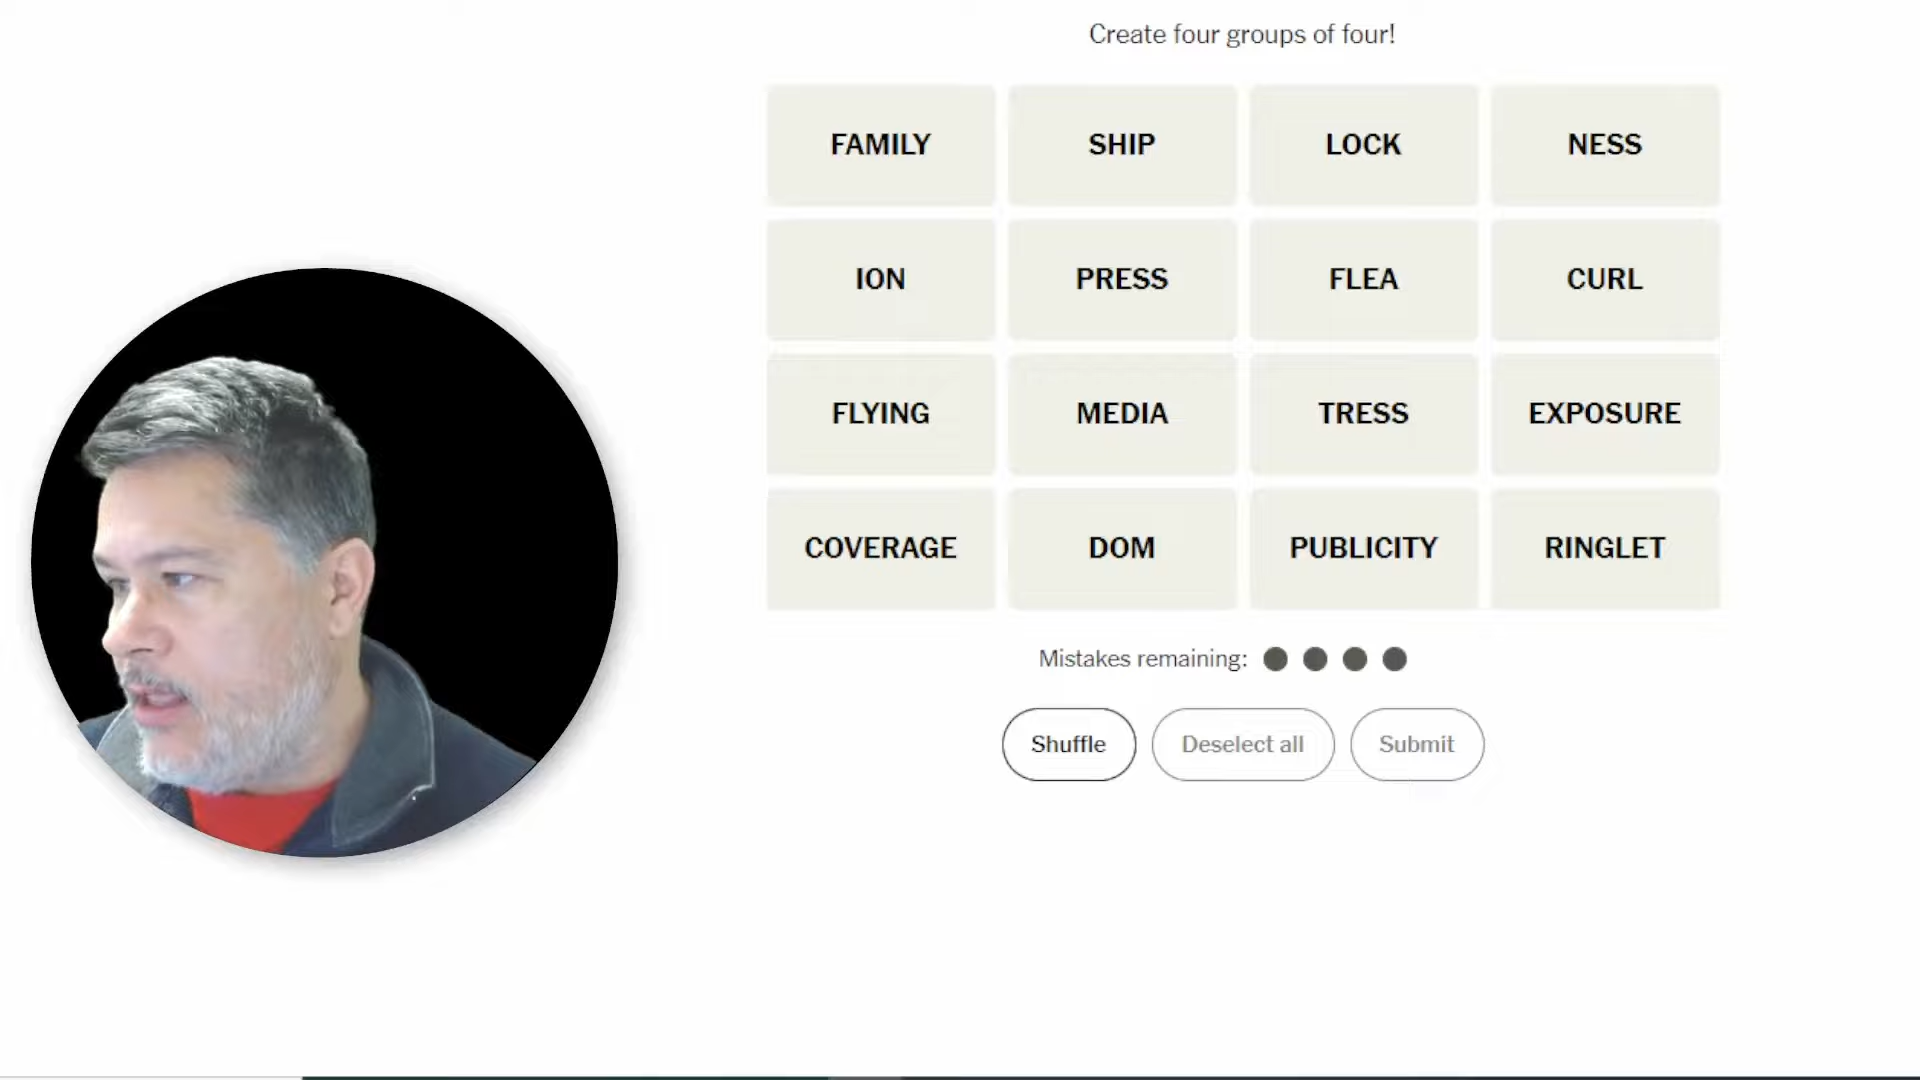 Create four groups of four!
FAMILY SHIP LOCK NESS
ION PRESS FLEA CURL
FLYING MEDIA TRESS EXPOSURE
COVERAGE DOM PUBLICITY RINGLET
Mistakes remaining:
Shuffle Deselect all Submit